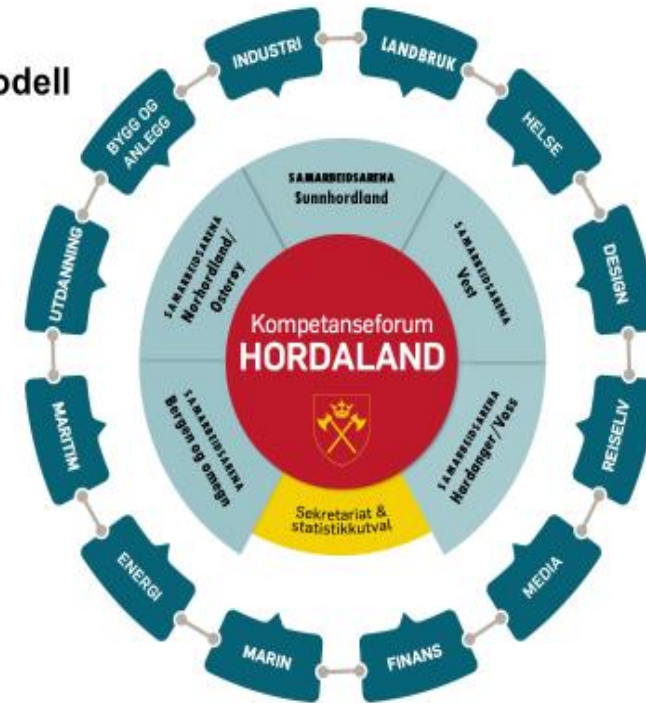 odell
INDUSTRI
LANDBRUK
HELSE
DESIGN
REISELIV
MEDIA
FINANS
MARIN
ENERGI
MARITIM
UTDANNING
BYGG OG
ANLEGG
SAMARBEIDSARENA
Sunnhordland
SAMARBEIDSARENA
Vest
SAMARBEIDSARENA
Hardanger/Voss
Sekretariat &
statistikkutval
SAMARBEIDSARENA
Bergen og omegn
SAMARBEIDSARENA
Norhordland/
Osterøy
Kompetanseforum
HORDALAND